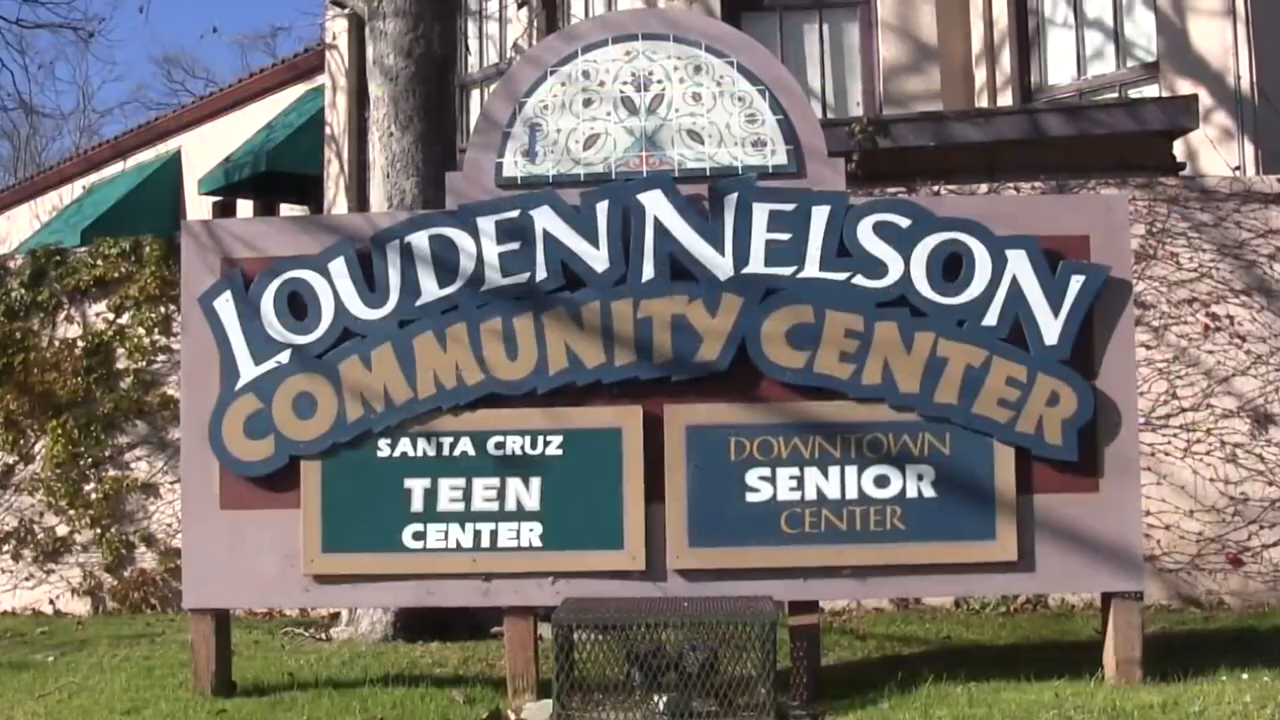 LOUDEN NELSON
COMMUNITY CENTER
SANTA CRUZ
TEEN
CENTER
DOWNTOWN
SENIOR
CENTER